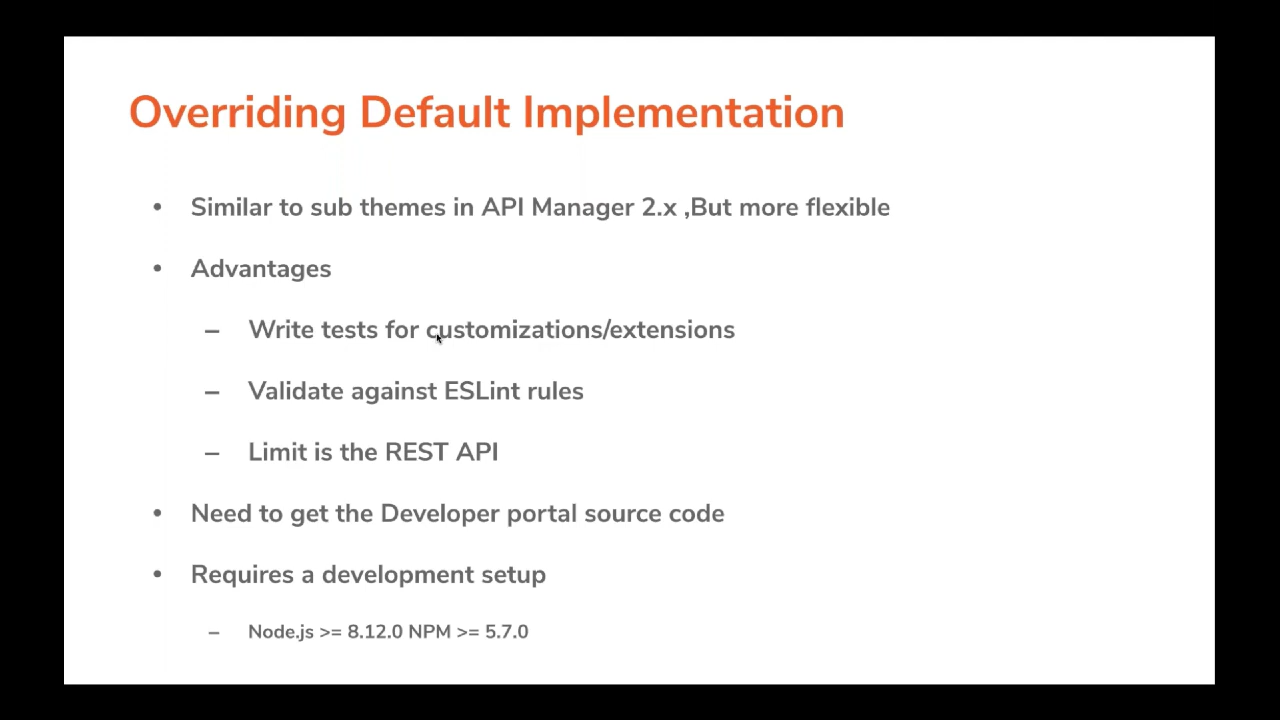 Overriding Default Implementation
• Similar to sub themes in API Manager 2.x ,But more flexible
• Advantages
– Write tests for customizations/extensions
– Validate against ESLint rules
– Limit is the REST API
• Need to get the Developer portal source code
• Requires a development setup
– Node.js >= 8.12.0 NPM >= 5.7.0